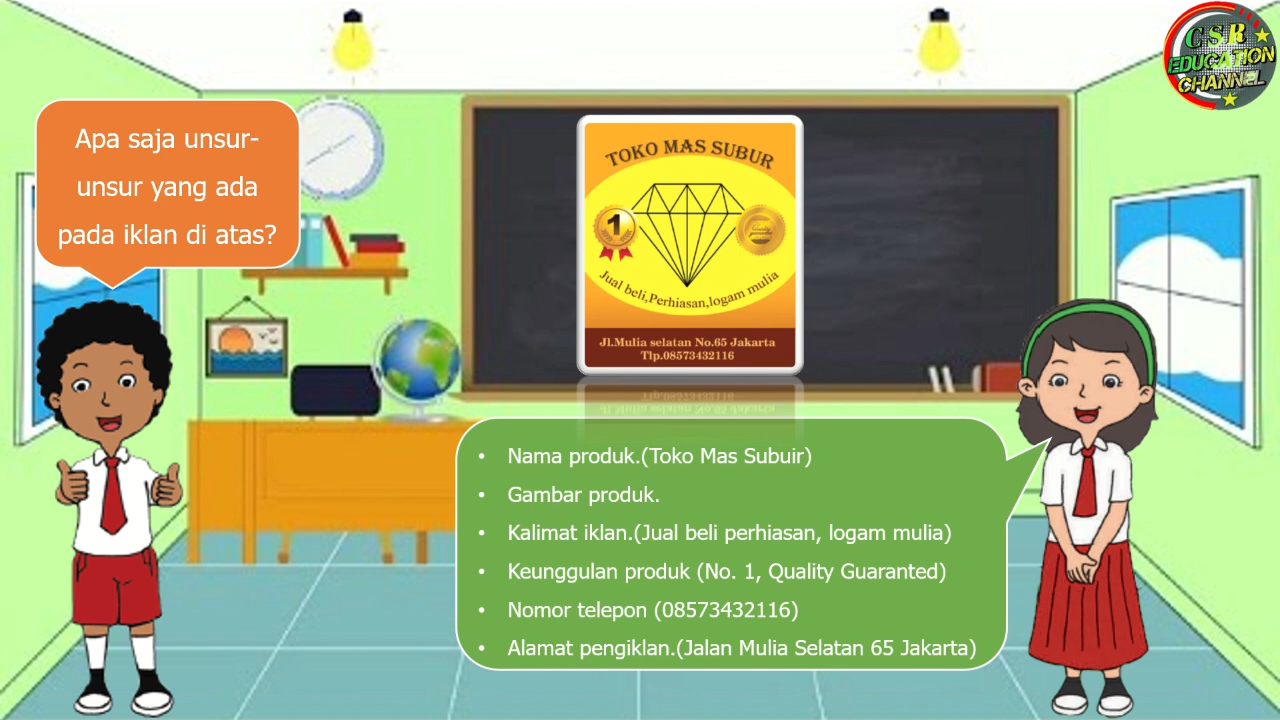 CSR
EDUCATION
CHANNEL
Apa saja unsur-
unsur yang ada
pada iklan di atas?
TOKO MAS SUBUR
1
Quality
Jual beli,Perhiasan,logam mulia
Jl.Mulia selatan No.65 Jakarta
Tlp.08573432116
• Nama produk.(Toko Mas Subuir)
• Gambar produk.
• Kalimat iklan.(Jual beli perhiasan, logam mulia)
• Keunggulan produk (No. 1, Quality Guaranted)
• Nomor telepon (08573432116)
• Alamat pengiklan.(Jalan Mulia Selatan 65 Jakarta)